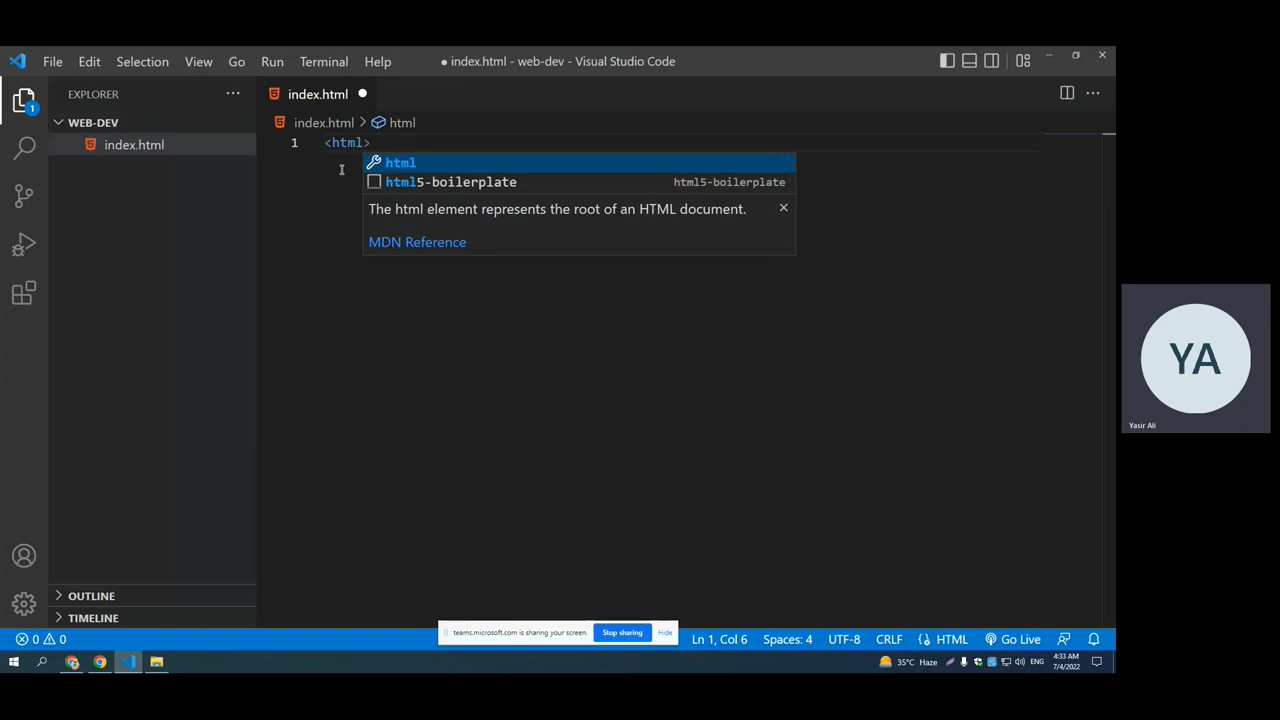 File Edit Selection View Go Run Terminal Help
● index.html - web-dev - Visual Studio Code
EXPLORER ···
index.html ●
WEB-DEV
index.html
index.html > html
1 <html>
html
html5-boilerplate html5-boilerplate
The html element represents the root of an HTML document.
MDN Reference
1
YA
Yasir Ali
OUTLINE
TIMELINE
teams.microsoft.com is sharing your screen. Stop sharing Hide
0 0 Ln 1, Col 6 Spaces: 4 UTF-8 CRLF HTML Go Live
35°C Haze ENG
4:33 AM
7/4/2022